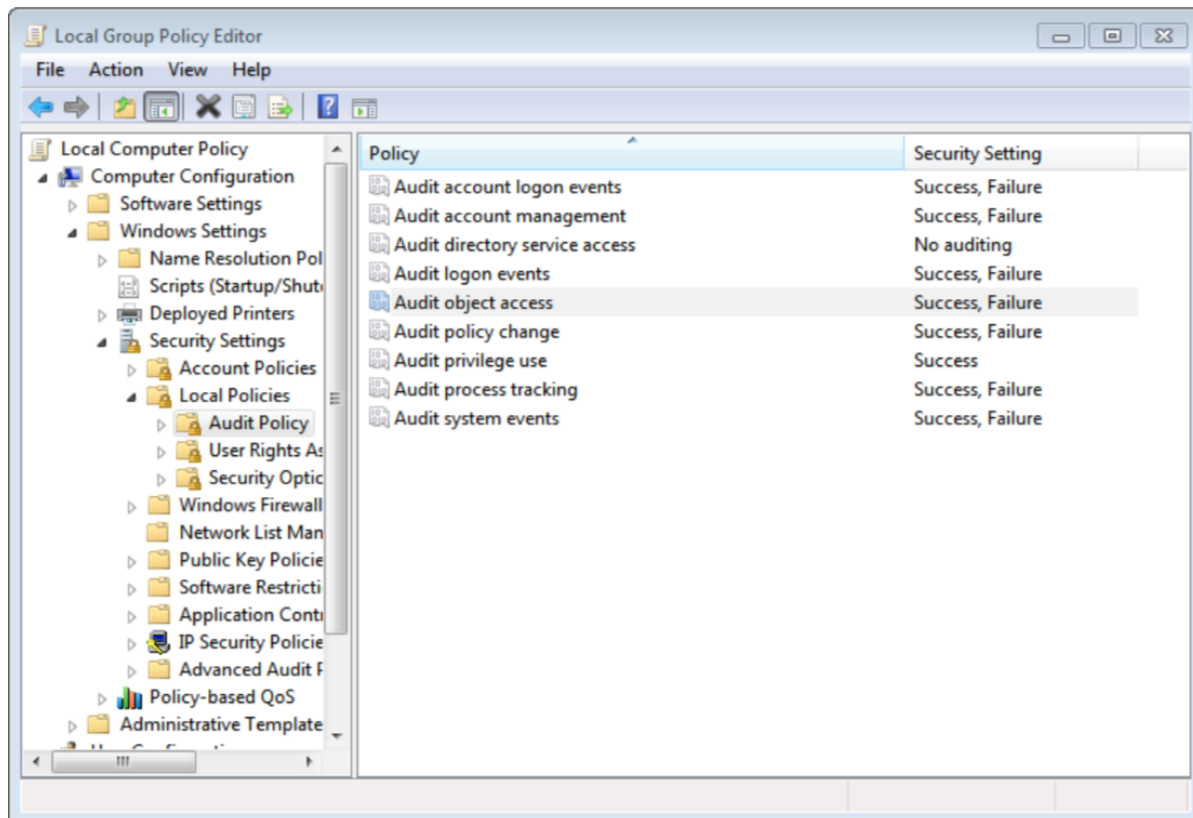 Local Group Policy Editor
File Action View Help
Local Computer Policy
Computer Configuration
Software Settings
Windows Settings
Name Resolution Pol
Scripts (Startup/Shut
Deployed Printers
Security Settings
Account Policies
Local Policies
Audit Policy
User Rights As
Security Optic
Windows Firewall
Network List Man
Public Key Policie
Software Restricti
Application Cont
IP Security Policie
Advanced Audit P
Policy-based QoS
Administrative Template
Policy Security Setting
Audit account logon events Success, Failure
Audit account management Success, Failure
Audit directory service access No auditing
Audit logon events Success, Failure
Audit object access Success, Failure
Audit policy change Success, Failure
Audit privilege use Success
Audit process tracking Success, Failure
Audit system events Success, Failure